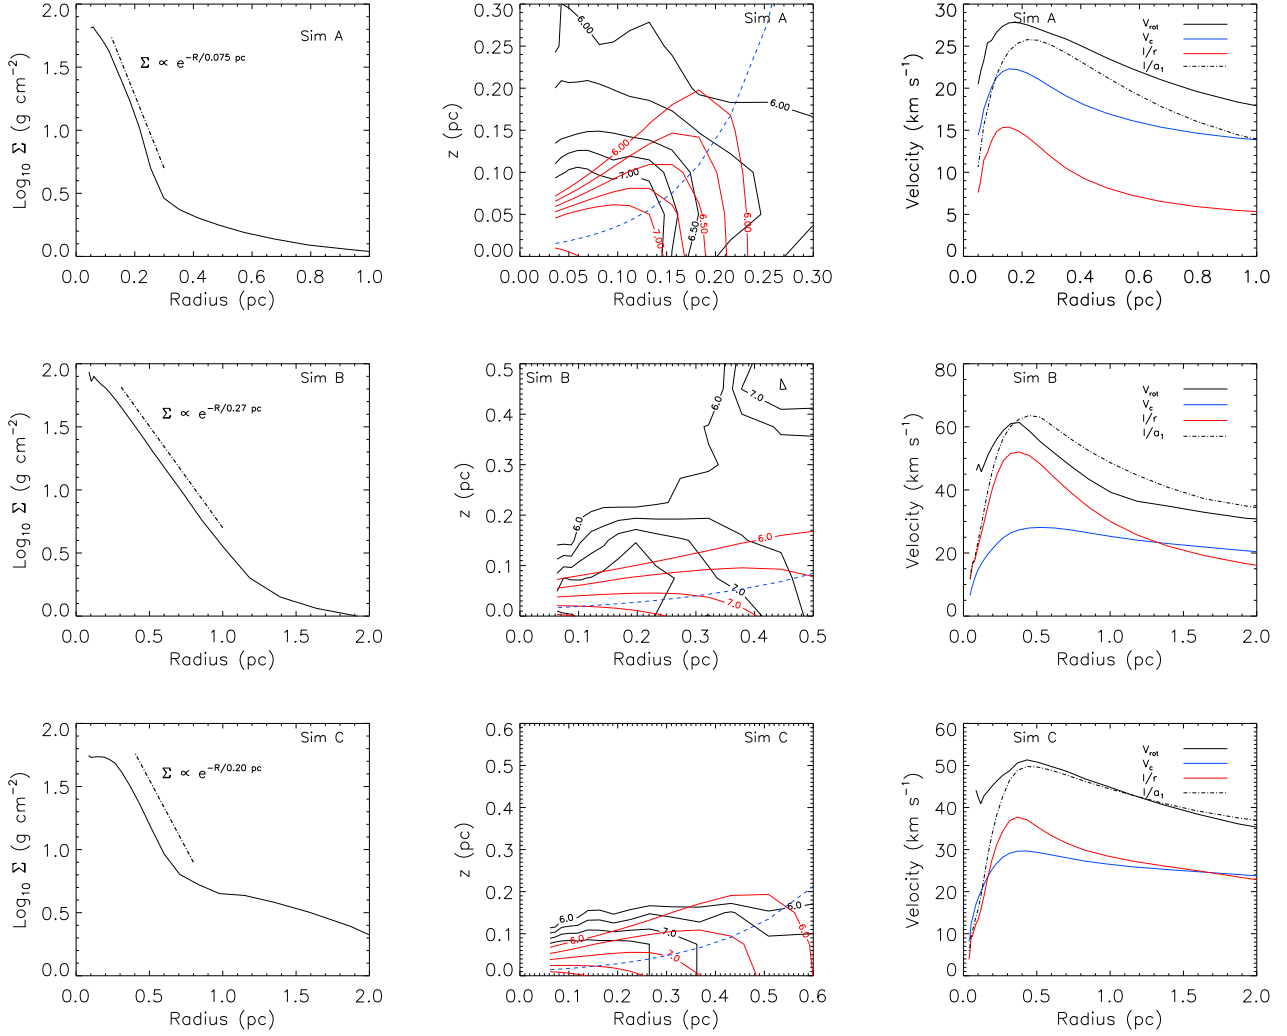 Sim A
Σ ∝ e^{-R/0.075 pc}
Log₁₀ Σ (g cm⁻²)
2.0
1.5
1.0
0.5
0.0
0.0 0.2 0.4 0.6 0.8 1.0
Radius (pc)
Sim A
z (pc)
0.30
0.25
0.20
0.15
0.10
0.05
0.00
6.00
6.00
6.00
7.00
6.50
6.50
6.00
7.00
0.00 0.05 0.10 0.15 0.20 0.25 0.30
Radius (pc)
Sim A
V_rot
V_c
l/r
l/a₁
Velocity (km s⁻¹)
30
25
20
15
10
5
0
0.0 0.2 0.4 0.6 0.8 1.0
Radius (pc)
Sim B
Σ ∝ e^{-R/0.27 pc}
Log₁₀ Σ (g cm⁻²)
2.0
1.5
1.0
0.5
0.0
0.0 0.5 1.0 1.5 2.0
Radius (pc)
Sim B
z (pc)
0.5
0.4
0.3
0.2
0.1
0.0
7.0
6.0
6.0
6.0
7.0
7.0
0.0 0.1 0.2 0.3 0.4 0.5
Radius (pc)
Sim B
V_rot
V_c
l/r
l/a₁
Velocity (km s⁻¹)
80
60
40
20
0
0.0 0.5 1.0 1.5 2.0
Radius (pc)
Sim C
Σ ∝ e^{-R/0.20 pc}
Log₁₀ Σ (g cm⁻²)
2.0
1.5
1.0
0.5
0.0
0.0 0.5 1.0 1.5 2.0
Radius (pc)
Sim C
z (pc)
0.6
0.5
0.4
0.3
0.2
0.1
0.0
6.0
6.0
6.0
7.0
6.0
7.0
0.0 0.1 0.2 0.3 0.4 0.5 0.6
Radius (pc)
Sim C
V_rot
V_c
l/r
l/a₁
Velocity (km s⁻¹)
60
50
40
30
20
10
0
0.0 0.5 1.0 1.5 2.0
Radius (pc)